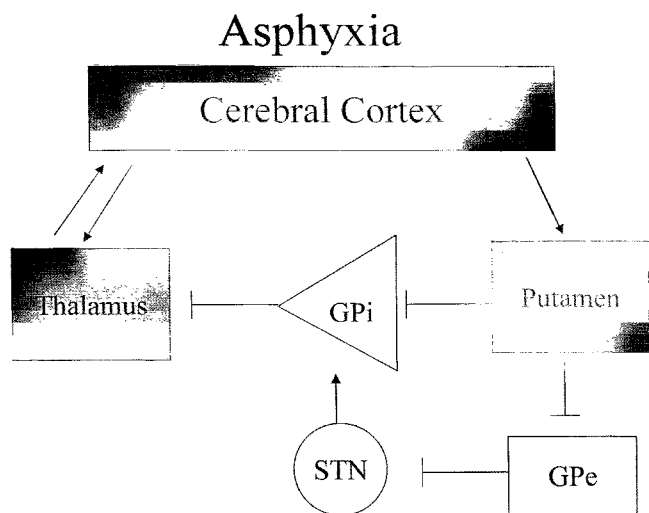 Asphyxia
Cerebral Cortex
Thalamus
GPi
Putamen
STN
GPe